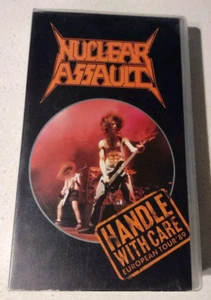 NUCLEAR
ASSAULT
HANDLE
WITH CARE
EUROPEAN TOUR '89